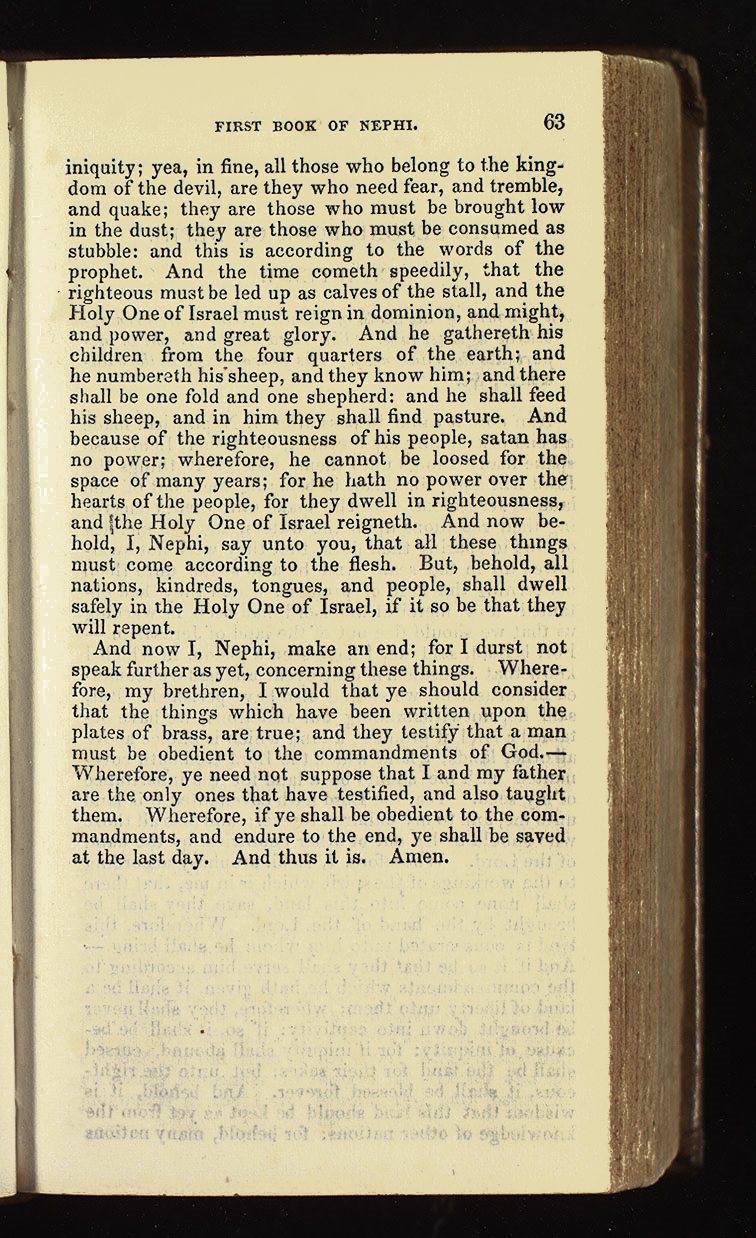 FIRST BOOK OF NEPHI. 63
iniquity; yea, in fine, all those who belong to the king-
dom of the devil, are they who need fear, and tremble,
and quake; they are those who must be brought low
in the dust; they are those who must be consumed as
stubble: and this is according to the words of the
prophet. And the time cometh speedily, that the
righteous must be led up as calves of the stall, and the
Holy One of Israel must reign in dominion, and might,
and power, and great glory. And he gathereth his
children from the four quarters of the earth; and
he numbereth his sheep, and they know him; and there
shall be one fold and one shepherd: and he shall feed
his sheep, and in him they shall find pasture. And
because of the righteousness of his people, satan has
no power; wherefore, he cannot be loosed for the
space of many years; for he hath no power over the
hearts of the people, for they dwell in righteousness,
and the Holy One of Israel reigneth. And now be-
hold, I, Nephi, say unto you, that all these things
must come according to the flesh. But, behold, all
nations, kindreds, tongues, and people, shall dwell
safely in the Holy One of Israel, if it so be that they
will repent.
And now I, Nephi, make an end; for I durst not
speak further as yet, concerning these things. Where-
fore, my brethren, I would that ye should consider
that the things which have been written upon the
plates of brass, are true; and they testify that a man
must be obedient to the commandments of God.—
Wherefore, ye need not suppose that I and my father
are the only ones that have testified, and also taught
them. Wherefore, if ye shall be obedient to the com-
mandments, and endure to the end, ye shall be saved
at the last day. And thus it is. Amen.